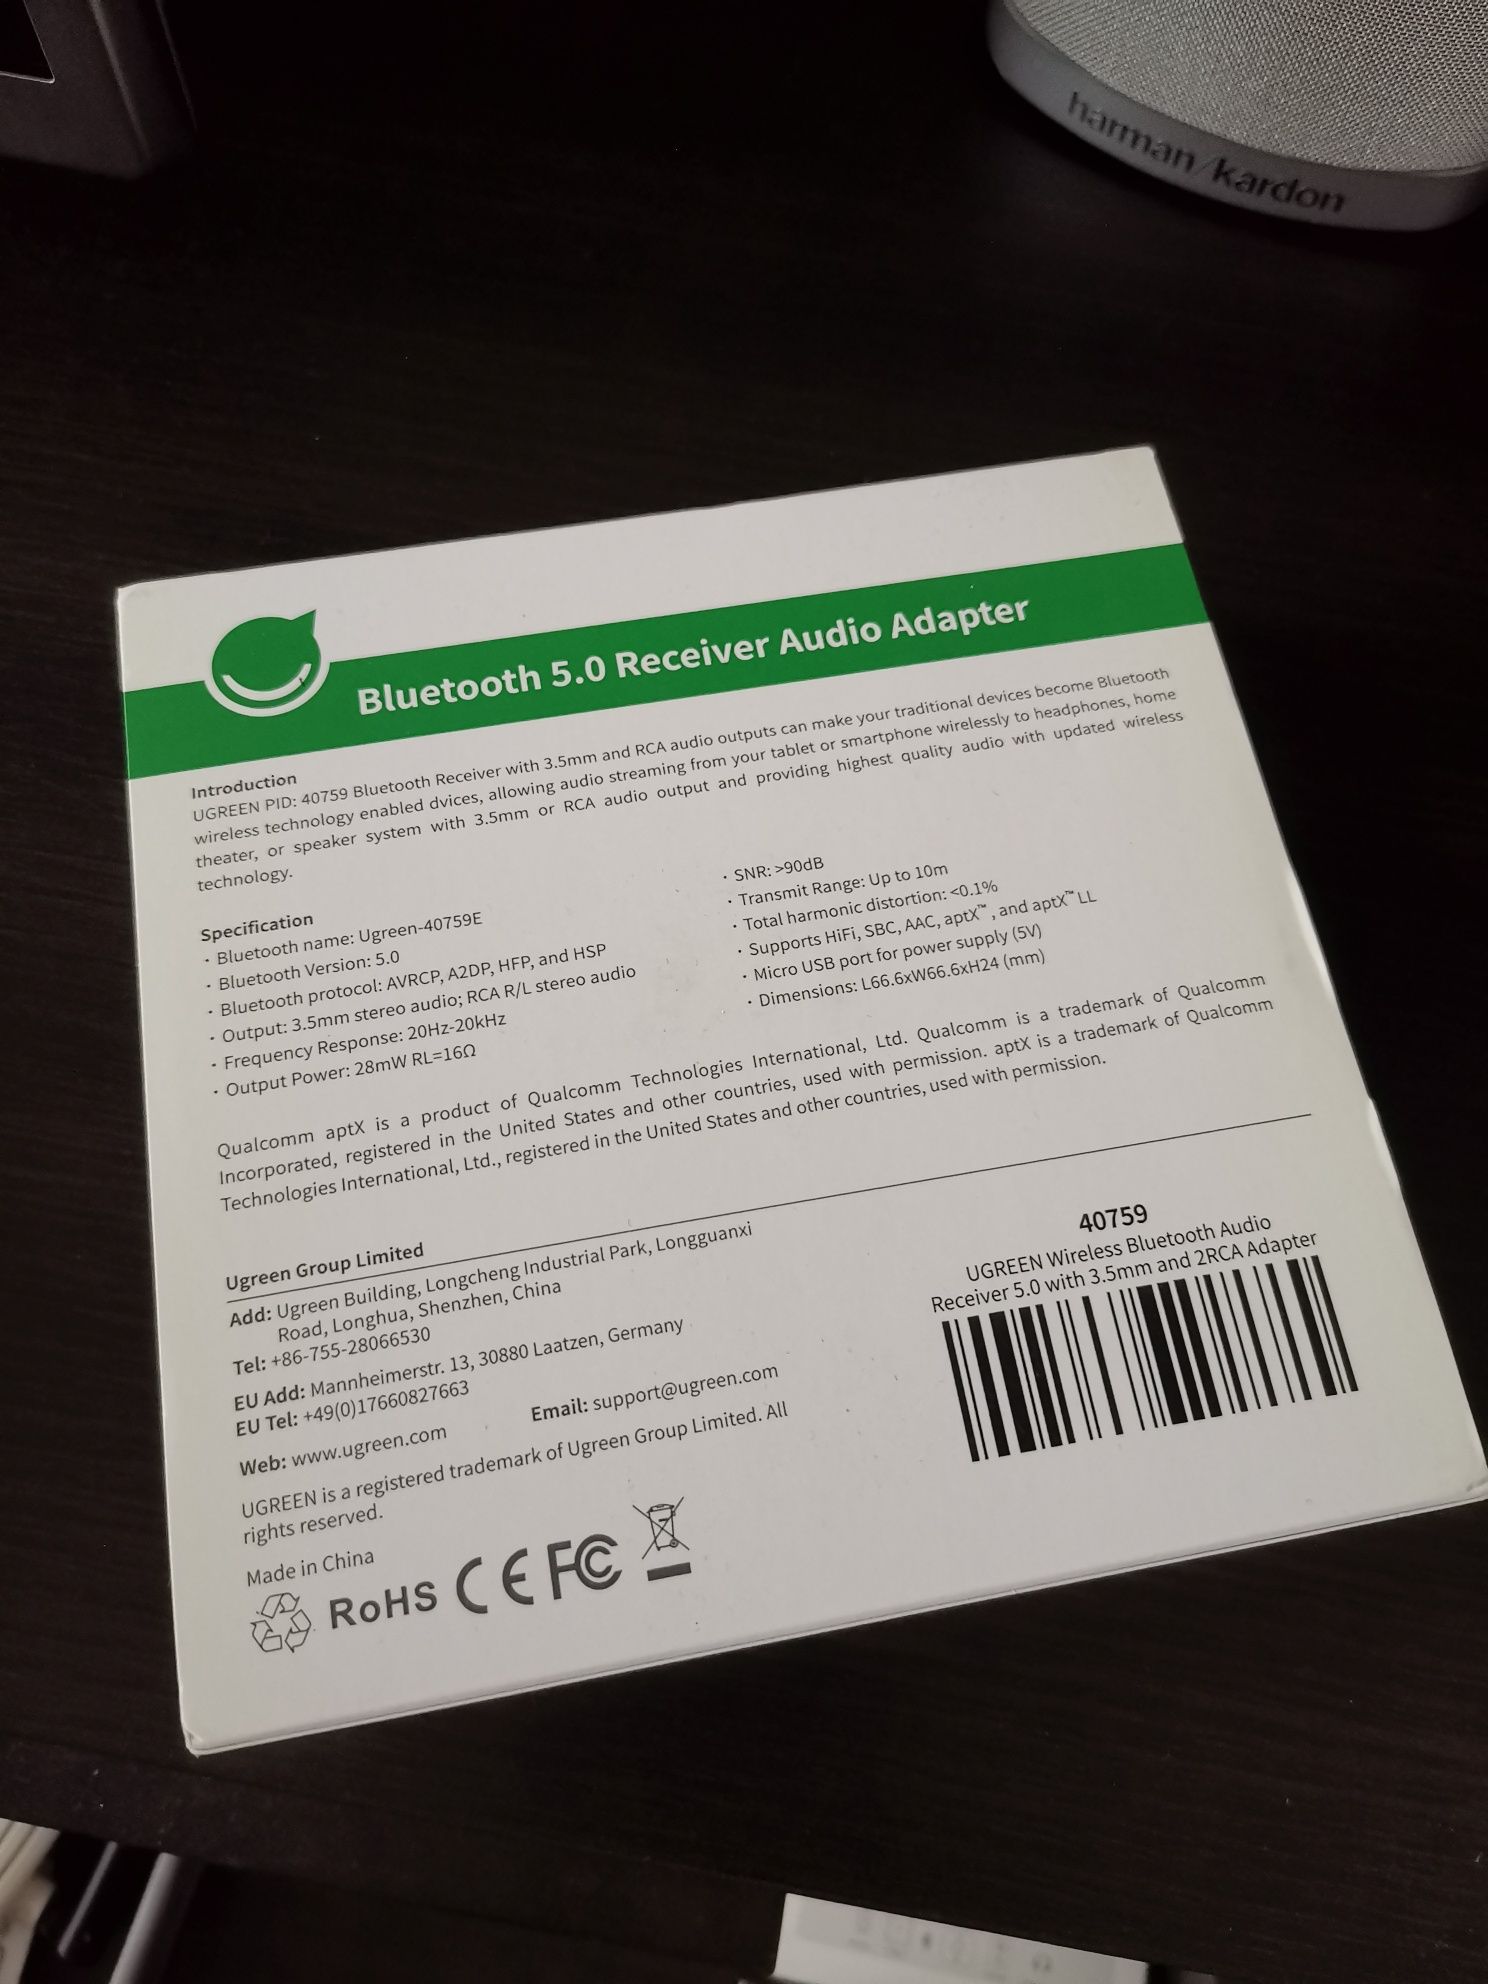 harman/kardon
Bluetooth 5.0 Receiver Audio Adapter
Introduction
UGREEN PID: 40759 Bluetooth Receiver with 3.5mm and RCA audio outputs can make your traditional devices become Bluetooth
wireless technology enabled dvices, allowing audio streaming from your tablet or smartphone wirelessly to headphones, home
theater, or speaker system with 3.5mm or RCA audio output and providing highest quality audio with updated wireless
technology.
Specification
· Bluetooth name: Ugreen-40759E
· Bluetooth Version: 5.0
· Bluetooth protocol: AVRCP, A2DP, HFP, and HSP
· Output: 3.5mm stereo audio; RCA R/L stereo audio
· Frequency Response: 20Hz-20kHz
· Output Power: 28mW RL=16Ω
· SNR: >90dB
· Transmit Range: Up to 10m
· Total harmonic distortion: <0.1%
· Supports HiFi, SBC, AAC, aptX™, and aptX™ LL
· Micro USB port for power supply (5V)
· Dimensions: L66.6xW66.6xH24 (mm)
Qualcomm aptX is a product of Qualcomm Technologies International, Ltd. Qualcomm is a trademark of Qualcomm
Incorporated, registered in the United States and other countries, used with permission. aptX is a trademark of Qualcomm
Technologies International, Ltd., registered in the United States and other countries, used with permission.
Ugreen Group Limited
Add: Ugreen Building, Longcheng Industrial Park, Longguanxi
Road, Longhua, Shenzhen, China
Tel: +86-755-28066530
EU Add: Mannheimerstr. 13, 30880 Laatzen, Germany
EU Tel: +49(0)17660827663
Web: www.ugreen.com Email: support@ugreen.com
UGREEN is a registered trademark of Ugreen Group Limited. All
rights reserved.
Made in China
RoHS CE FC
40759
UGREEN Wireless Bluetooth Audio
Receiver 5.0 with 3.5mm and 2RCA Adapter